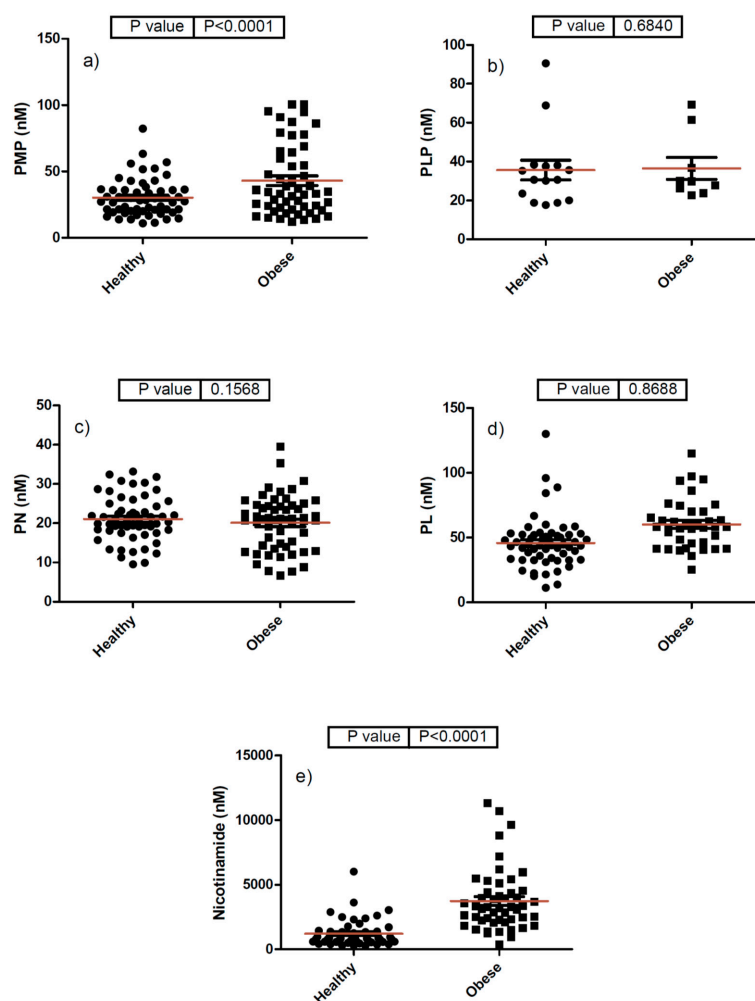 P value P<0.0001
a)
PMP (nM)
150
100
50
0
Healthy
Obese
P value 0.6840
b)
PLP (nM)
100
80
60
40
20
0
Healthy
Obese
P value 0.1568
c)
PN (nM)
50
40
30
20
10
0
Healthy
Obese
P value 0.8688
d)
PL (nM)
150
100
50
0
Healthy
Obese
P value P<0.0001
e)
Nicotinamide (nM)
15000
10000
5000
0
Healthy
Obese